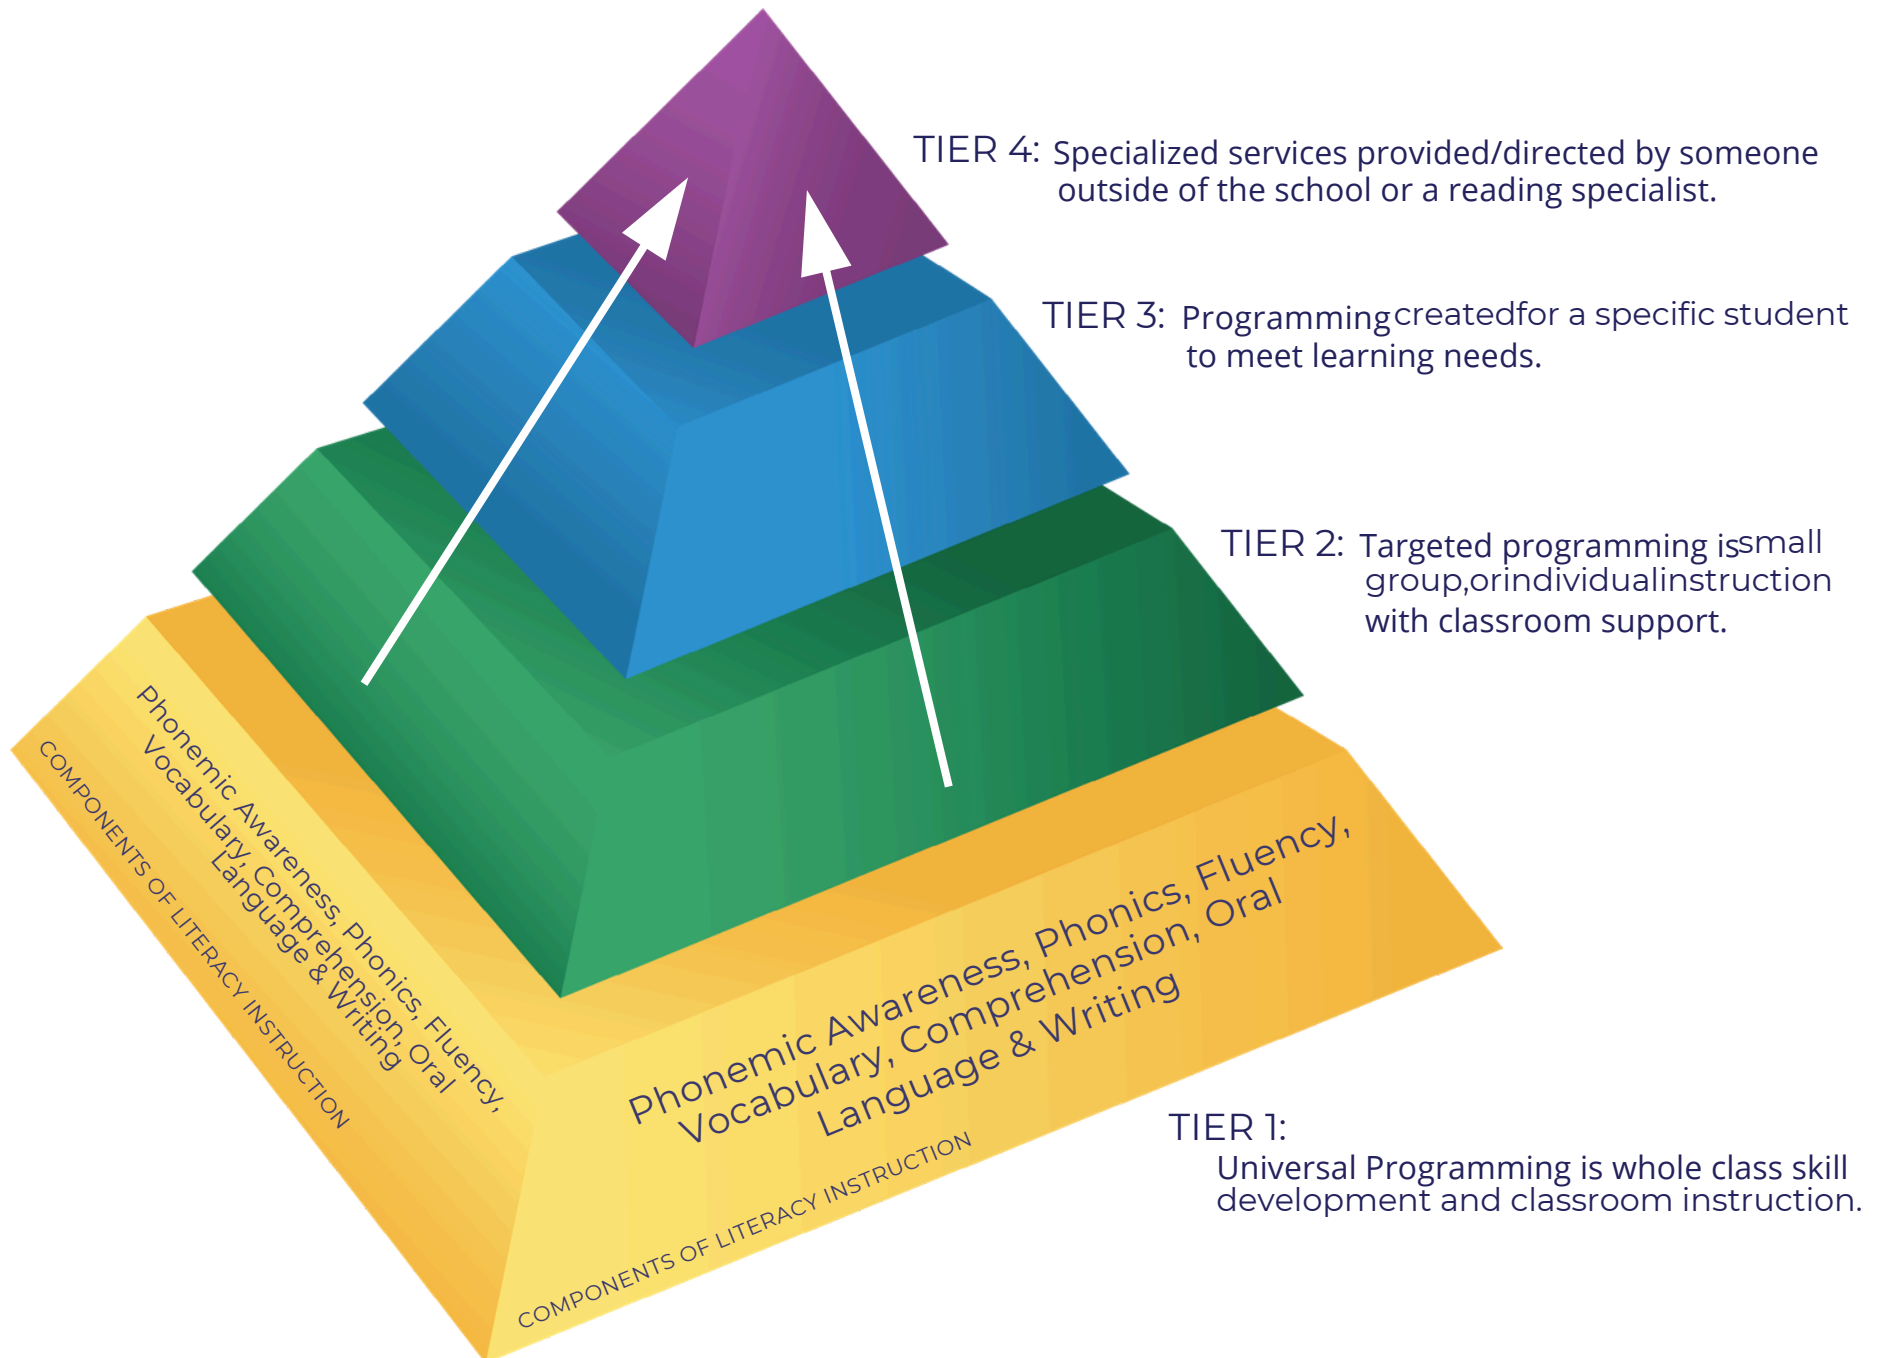 TIER 4: Specialized services provided/directed by someone
outside of the school or a reading specialist.
TIER 3: Programmingcreatedfor a specific student
to meet learning needs.
TIER 2: Targeted programming issmall
group,orindividualinstruction
with classroom support.
Phonemic Awareness, Phonics, Fluency,
Vocabulary, Comprehension, Oral
Language & Writing
COMPONENTS OF LITERACY INSTRUCTION
Phonemic Awareness, Phonics, Fluency,
Vocabulary, Comprehension, Oral
Language & Writing
COMPONENTS OF LITERACY INSTRUCTION
TIER 1:
Universal Programming is whole class skill
development and classroom instruction.